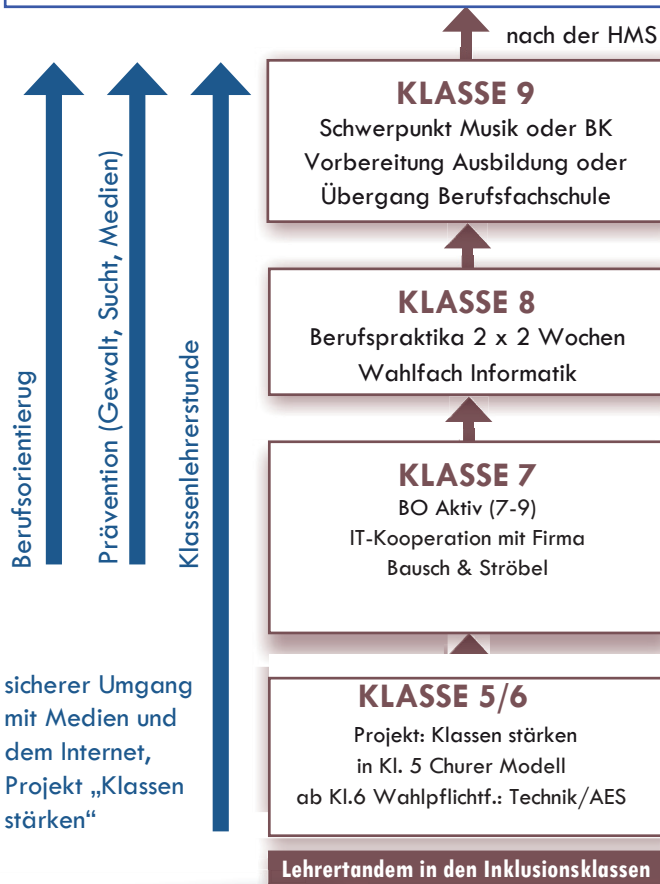 nach der HMS
KLASSE 9
Schwerpunkt Musik oder BK
Vorbereitung Ausbildung oder
Übergang Berufsfachschule
KLASSE 8
Berufspraktika 2 x 2 Wochen
Wahlfach Informatik
KLASSE 7
BO Aktiv (7-9)
IT-Kooperation mit Firma
Bausch & Ströbel
KLASSE 5/6
Projekt: Klassen stärken
in Kl. 5 Churer Modell
ab Kl.6 Wahlpflichtf.: Technik/AES
Lehrertandem in den Inklusionsklassen
Berufsorientierug
Prävention (Gewalt, Sucht, Medien)
Klassenlehrerstunde
sicherer Umgang
mit Medien und
dem Internet,
Projekt „Klassen
stärken“